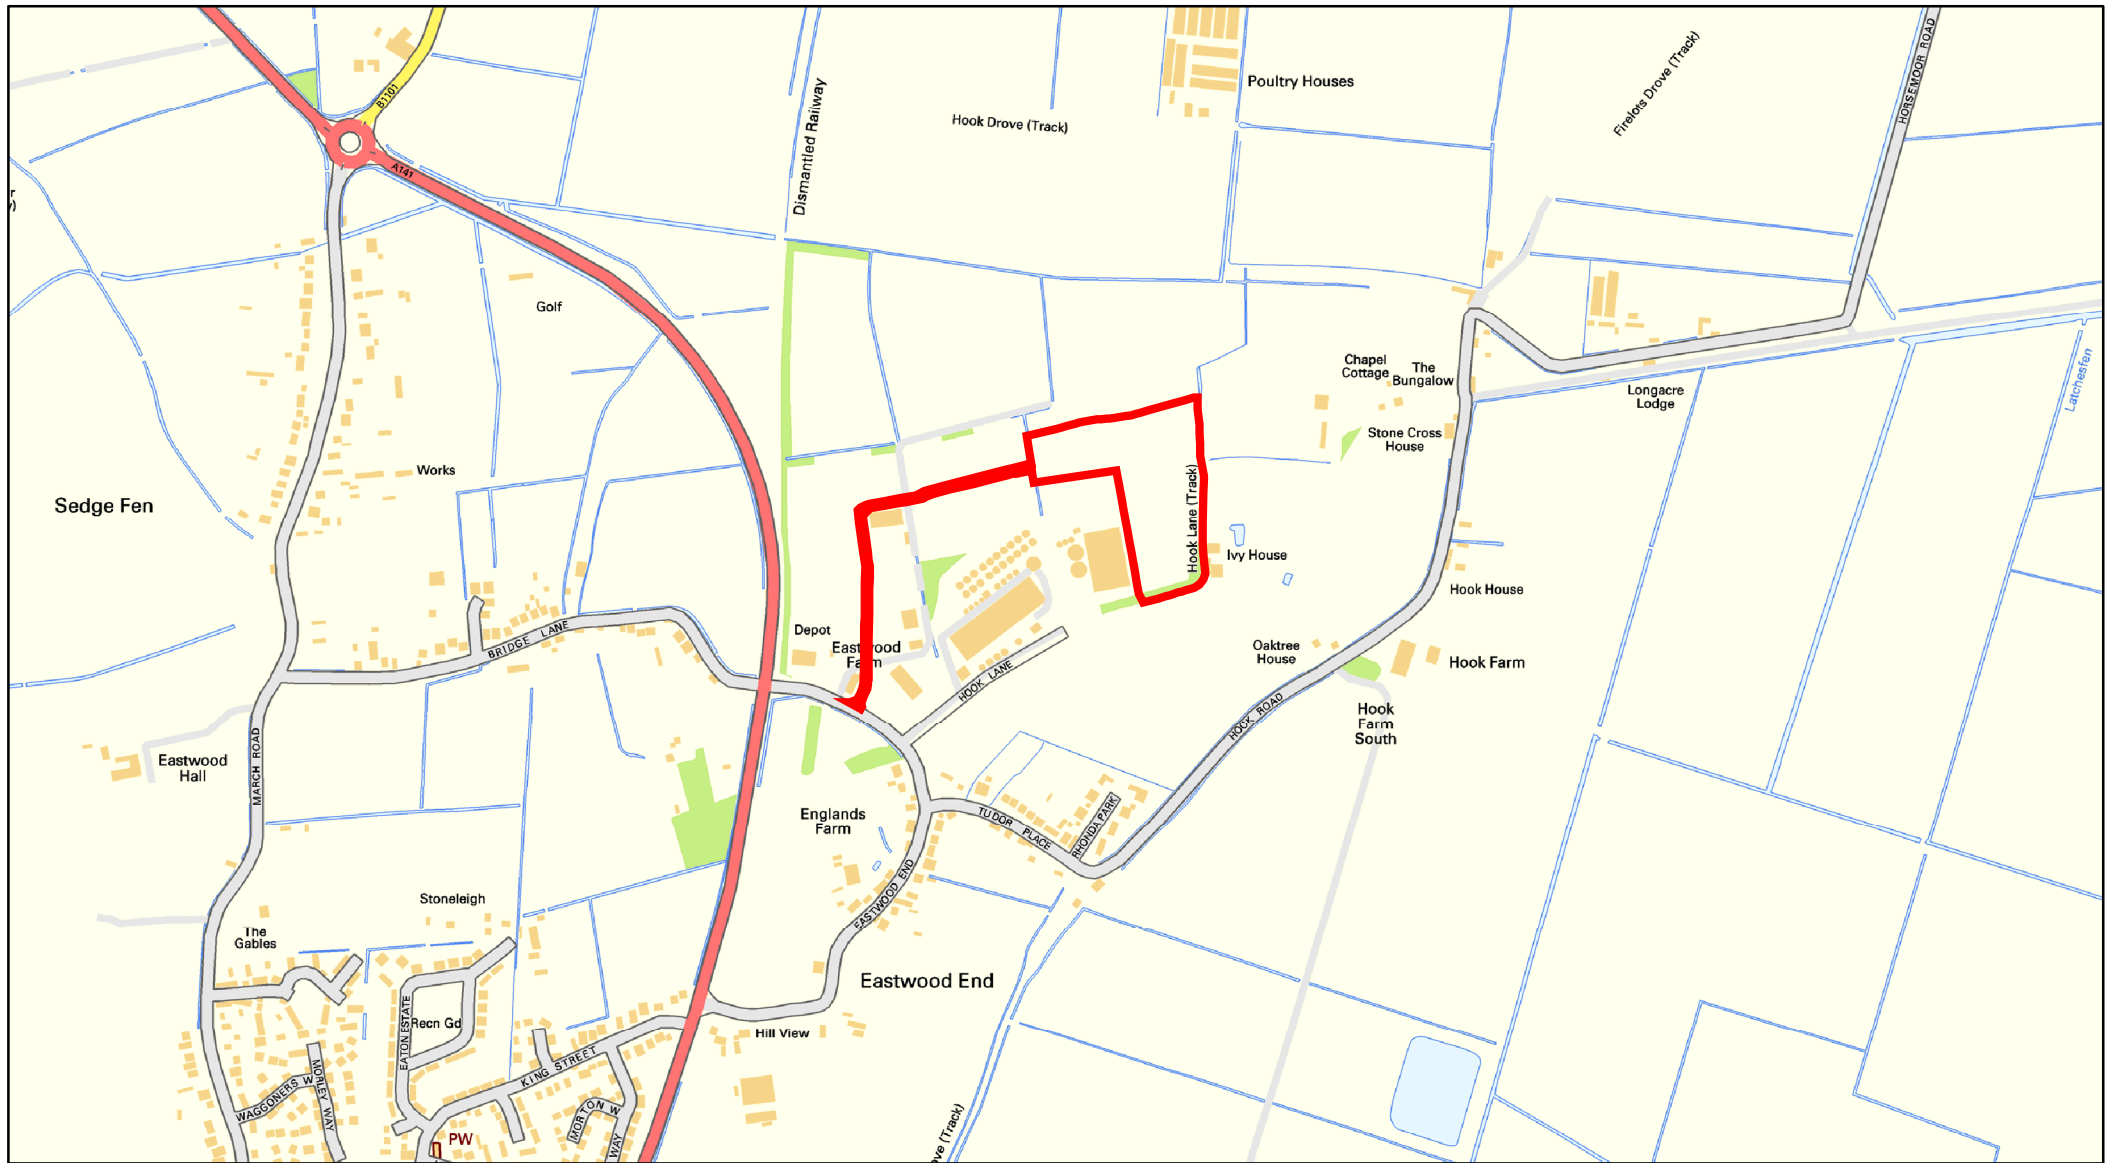 B1101
A141
Dismantled Railway
Hook Drove (Track)
Poultry Houses
Firelots Drove (Track)
HORSEMOOR ROAD
Golf
Works
Sedge Fen
Chapel
Cottage
The
Bungalow
Stone Cross
House
Longacre
Lodge
Latchesfen
Hook Lane (Track)
Ivy House
Hook House
BRIDGE LANE
Depot
Eastwood
Farm
HOOK LANE
Oaktree
House
Hook Farm
HOOK ROAD
Hook
Farm
South
Eastwood
Hall
MARCH ROAD
Englands
Farm
TUDOR PLACE
RHONDA PARK
EASTWOOD END
Stoneleigh
The
Gables
Eastwood End
EATON ESTATE
Recn Gd
Hill View
KING STREET
WAGGONERS W
MORLEY WAY
MORTON W
WAY
PW
ove (Track)